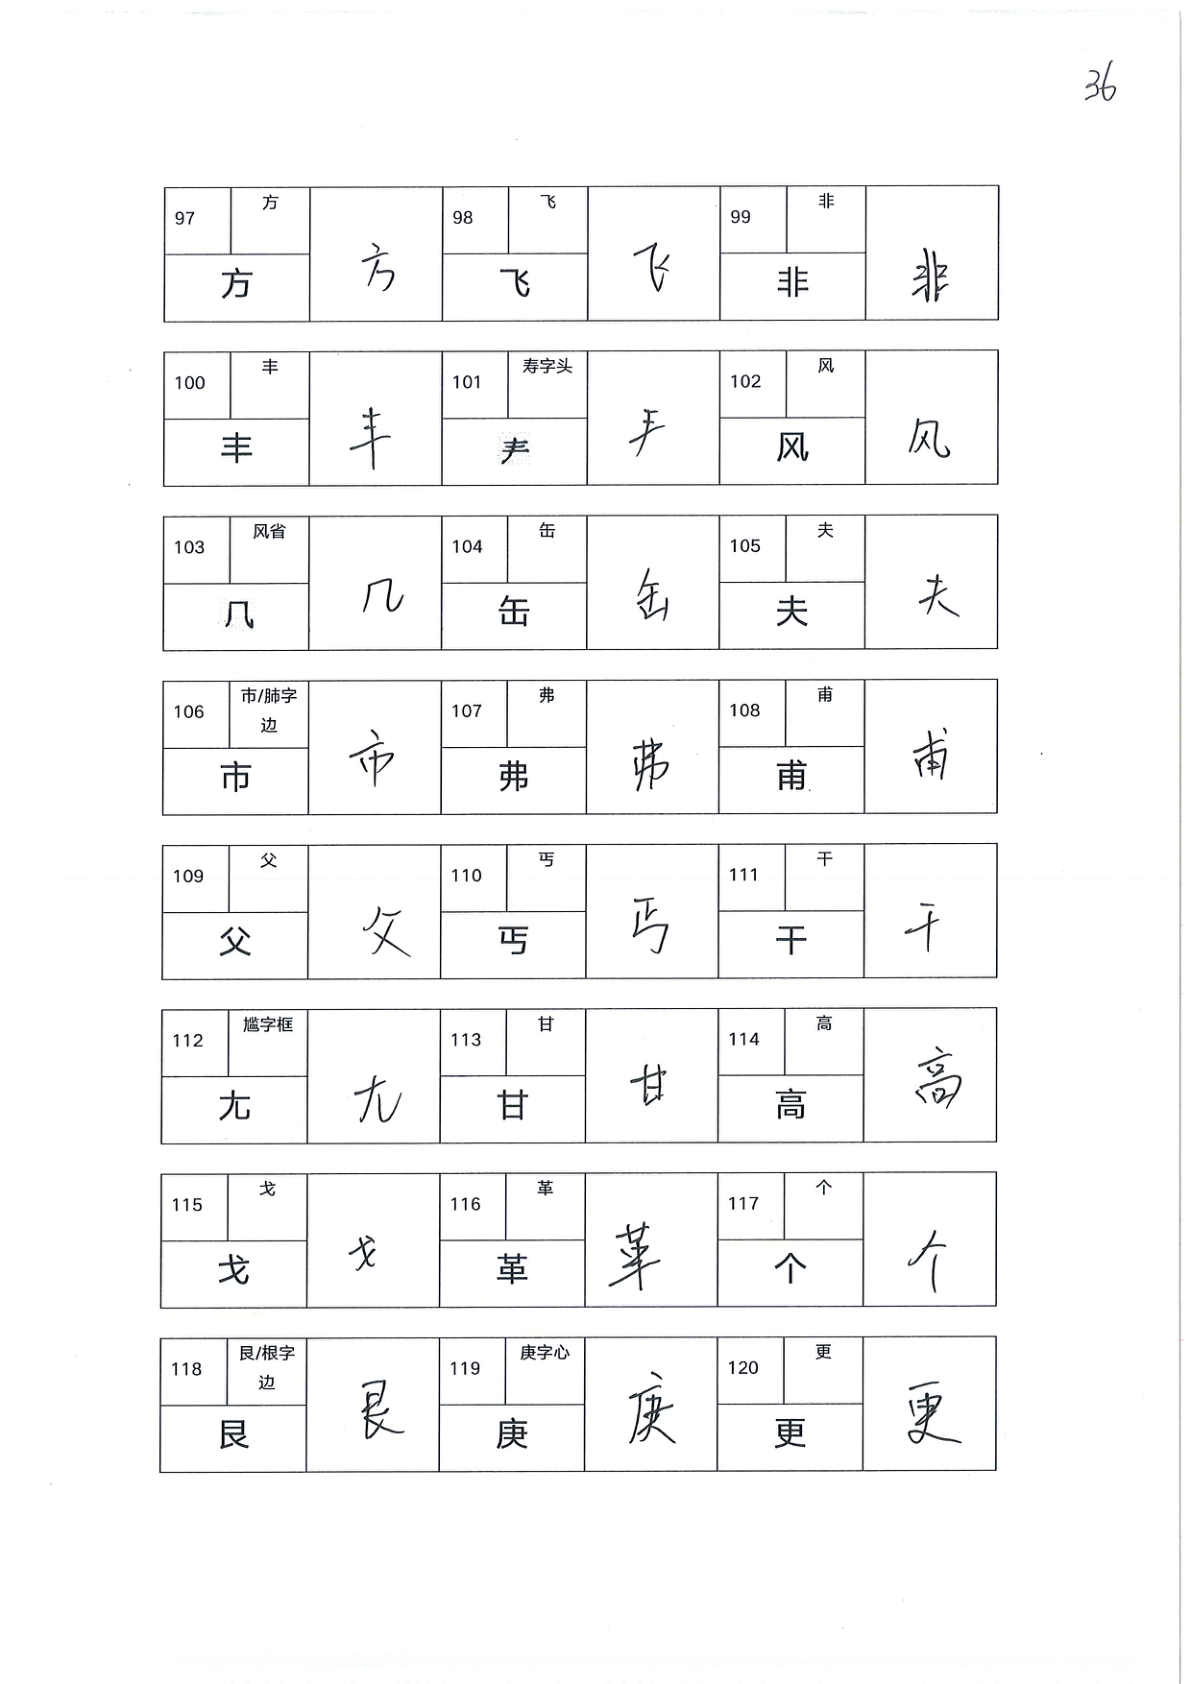 36
97 方 98 飞 99 非
方 方 飞 飞 非 非
100 丰 101 寿字头 102 风
丰 丰 𡗗 风 风
103 风省 104 缶 105 夫
几 几 缶 缶 夫 夫
106 市/肺字边 107 弗 108 甫
市 市 弗 弗 甫 甫
109 父 110 丐 111 干
父 父 丐 丐 干 干
112 尴字框 113 甘 114 高
尢 尢 甘 甘 高 高
115 戈 116 革 117 个
戈 戈 革 革 个 个
118 艮/根字边 119 庚字心 120 更
艮 艮 庚 庚 更 更